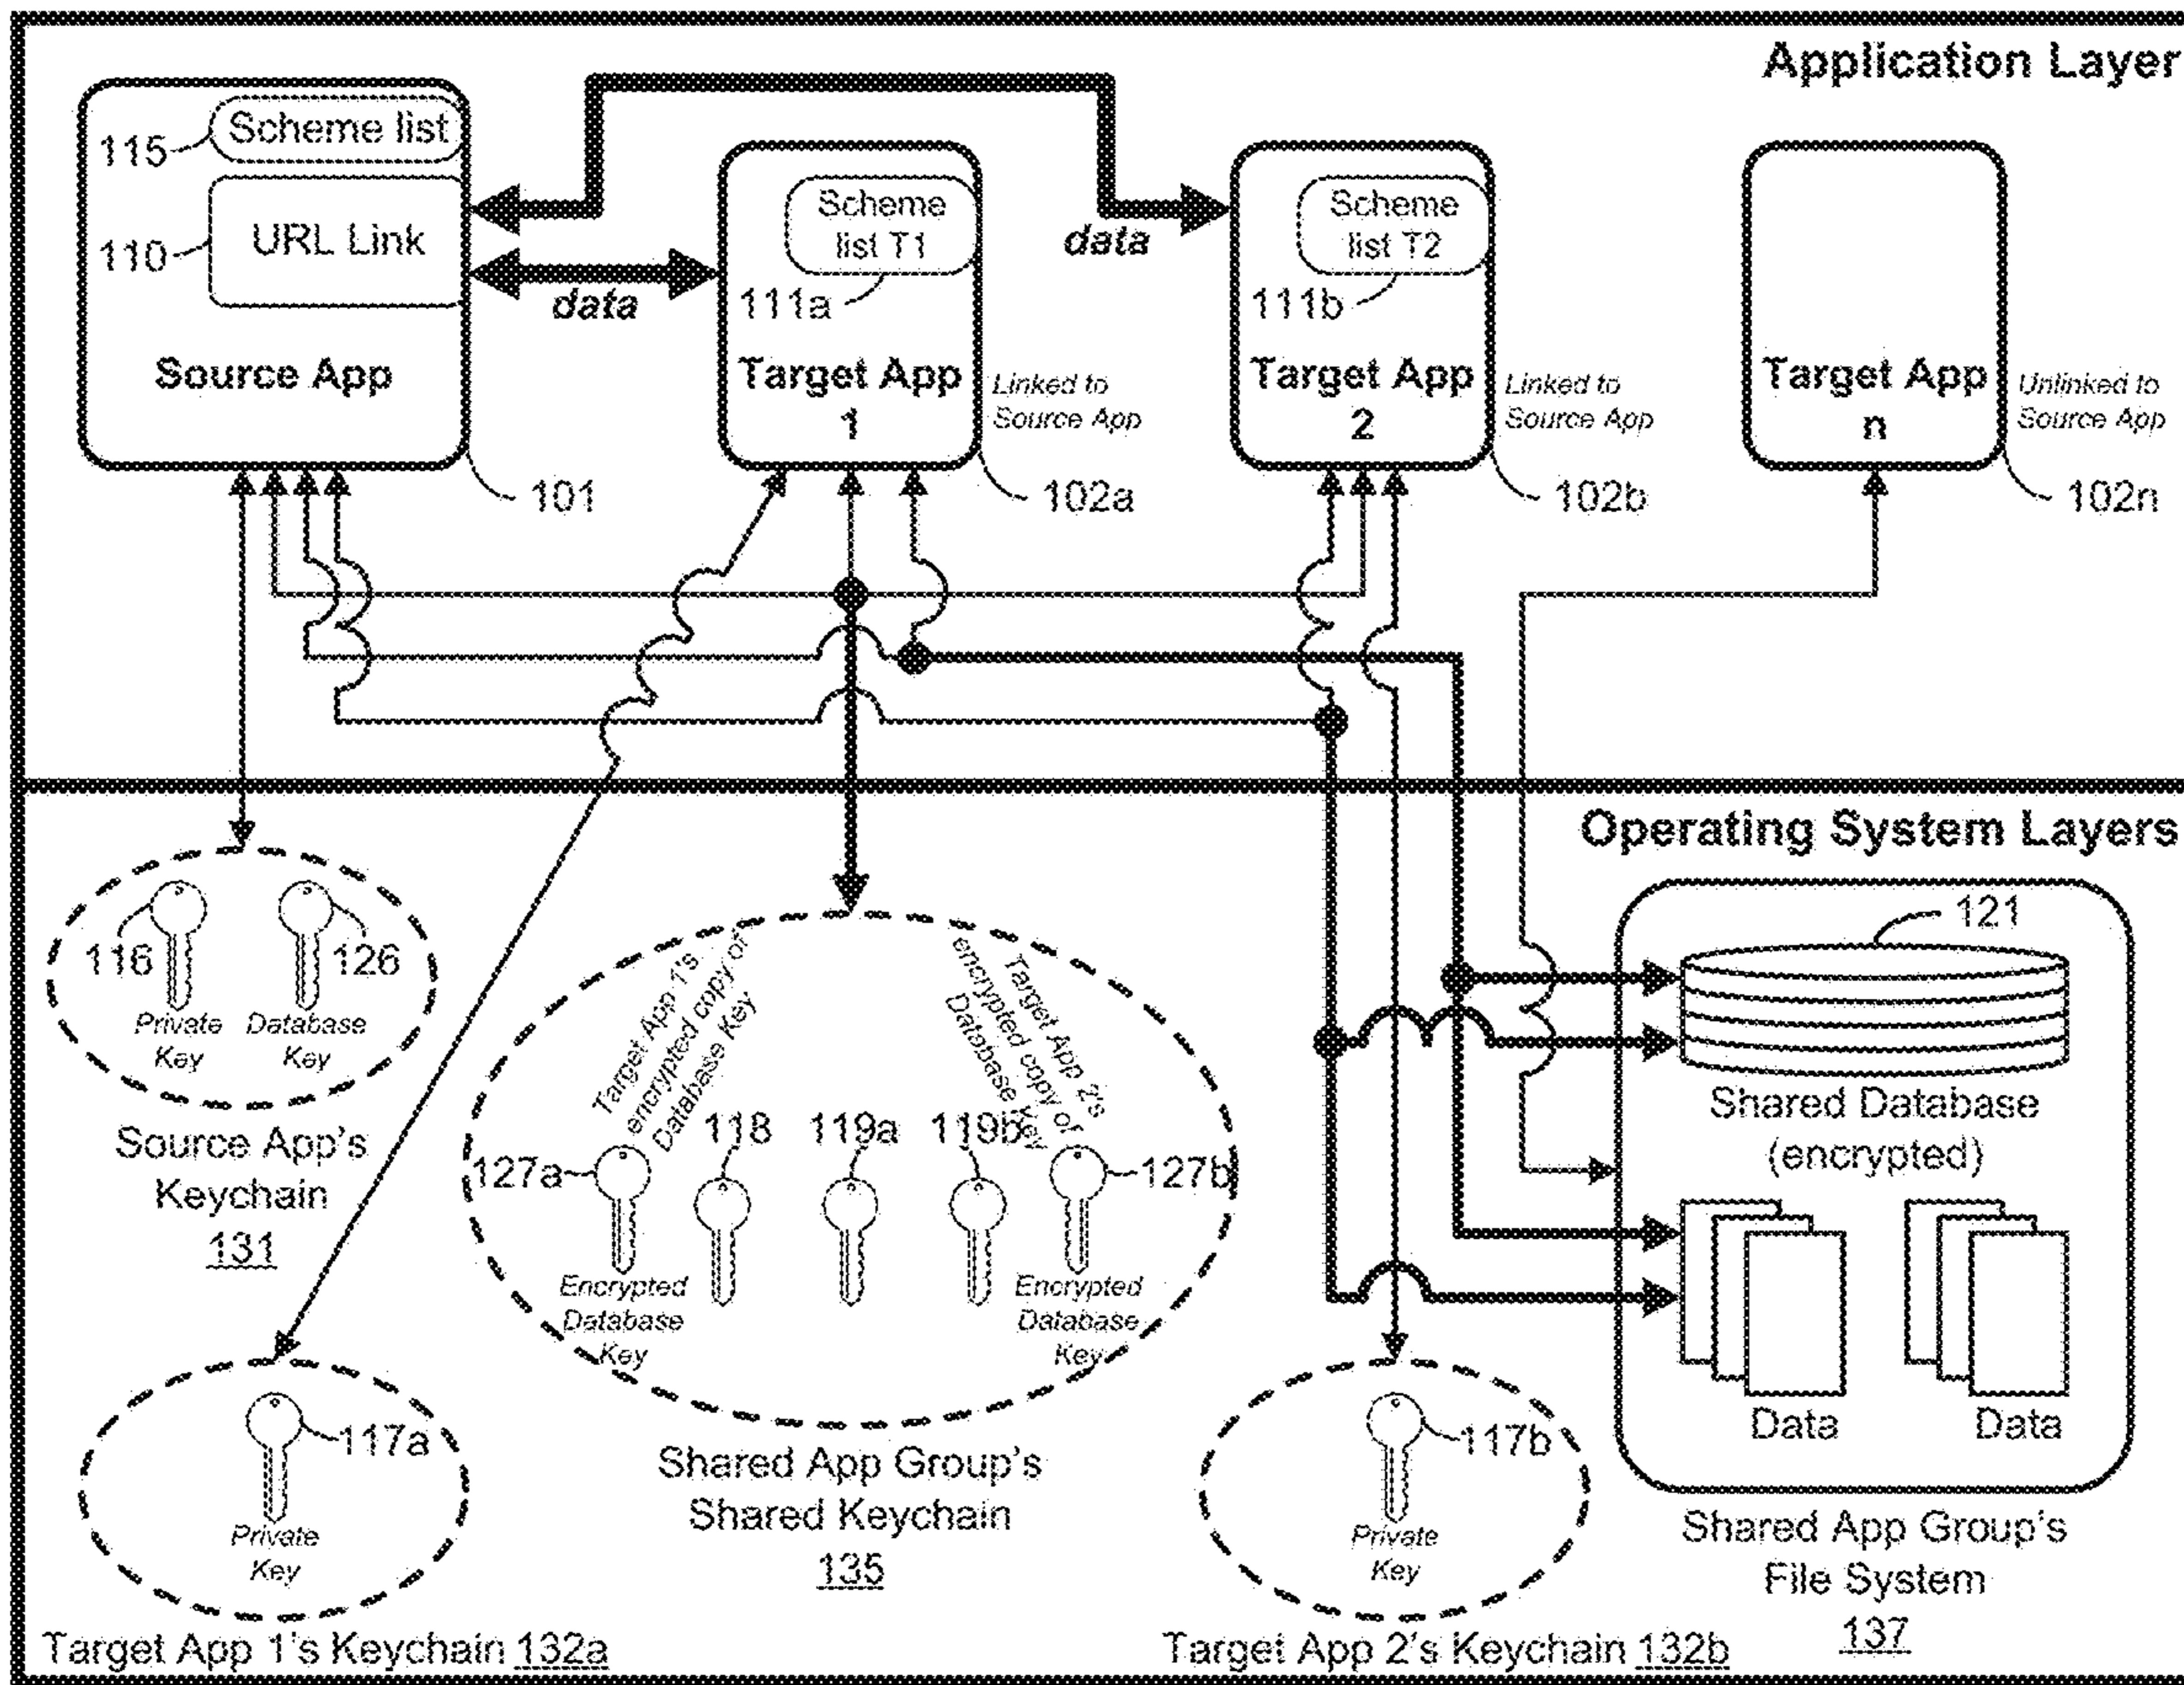 Application Layer
Scheme list
115
URL Link
110
Source App
101
data
data
Scheme
list T1
111a
Target App
1
Linked to
Source App
102a
Scheme
list T2
111b
Target App
2
Linked to
Source App
102b
Target App
n
Unlinked to
Source App
102n
Operating System Layers
116
126
Private
Key
Database
Key
Source App's
Keychain
131
Target App 1's
encrypted copy of
Database Key
Target App 2's
encrypted copy of
Database Key
118
119a
119b
127a
127b
Encrypted
Database
Key
Encrypted
Database
Key
Shared App Group's
Shared Keychain
135
117a
Private
Key
Target App 1's Keychain 132a
117b
Private
Key
Target App 2's Keychain 132b
121
Shared Database
(encrypted)
Data
Data
Shared App Group's
File System
137